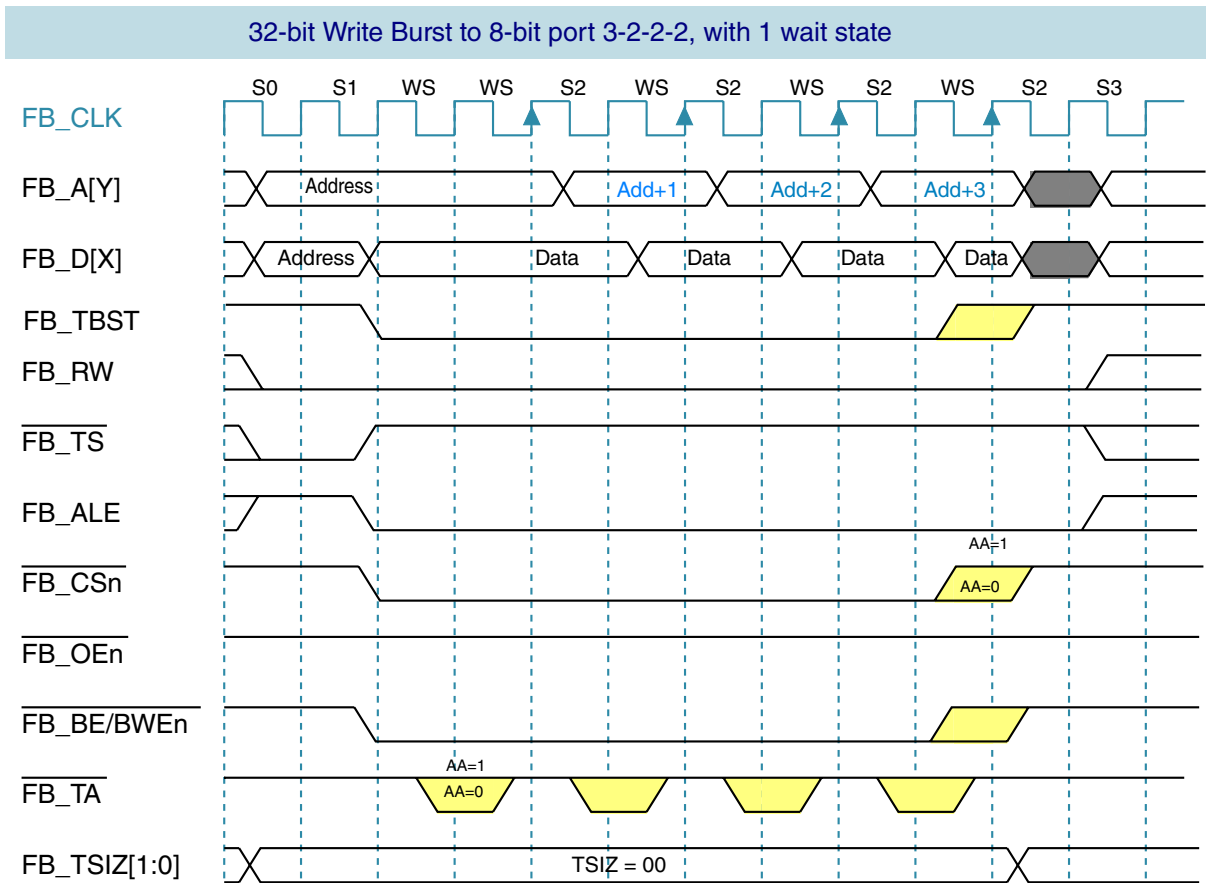 32-bit Write Burst to 8-bit port 3-2-2-2, with 1 wait state
S0 S1 WS WS S2 WS S2 WS S2 WS S2 S3
FB_CLK
FB_A[Y] Address Add+1 Add+2 Add+3
FB_D[X] Address Data Data Data Data
FB_TBST
FB_RW
FB_TS
FB_ALE
AA=1
FB_CSn AA=0
FB_OEn
FB_BE/BWEn
AA=1
FB_TA AA=0
FB_TSIZ[1:0] TSIZ = 00